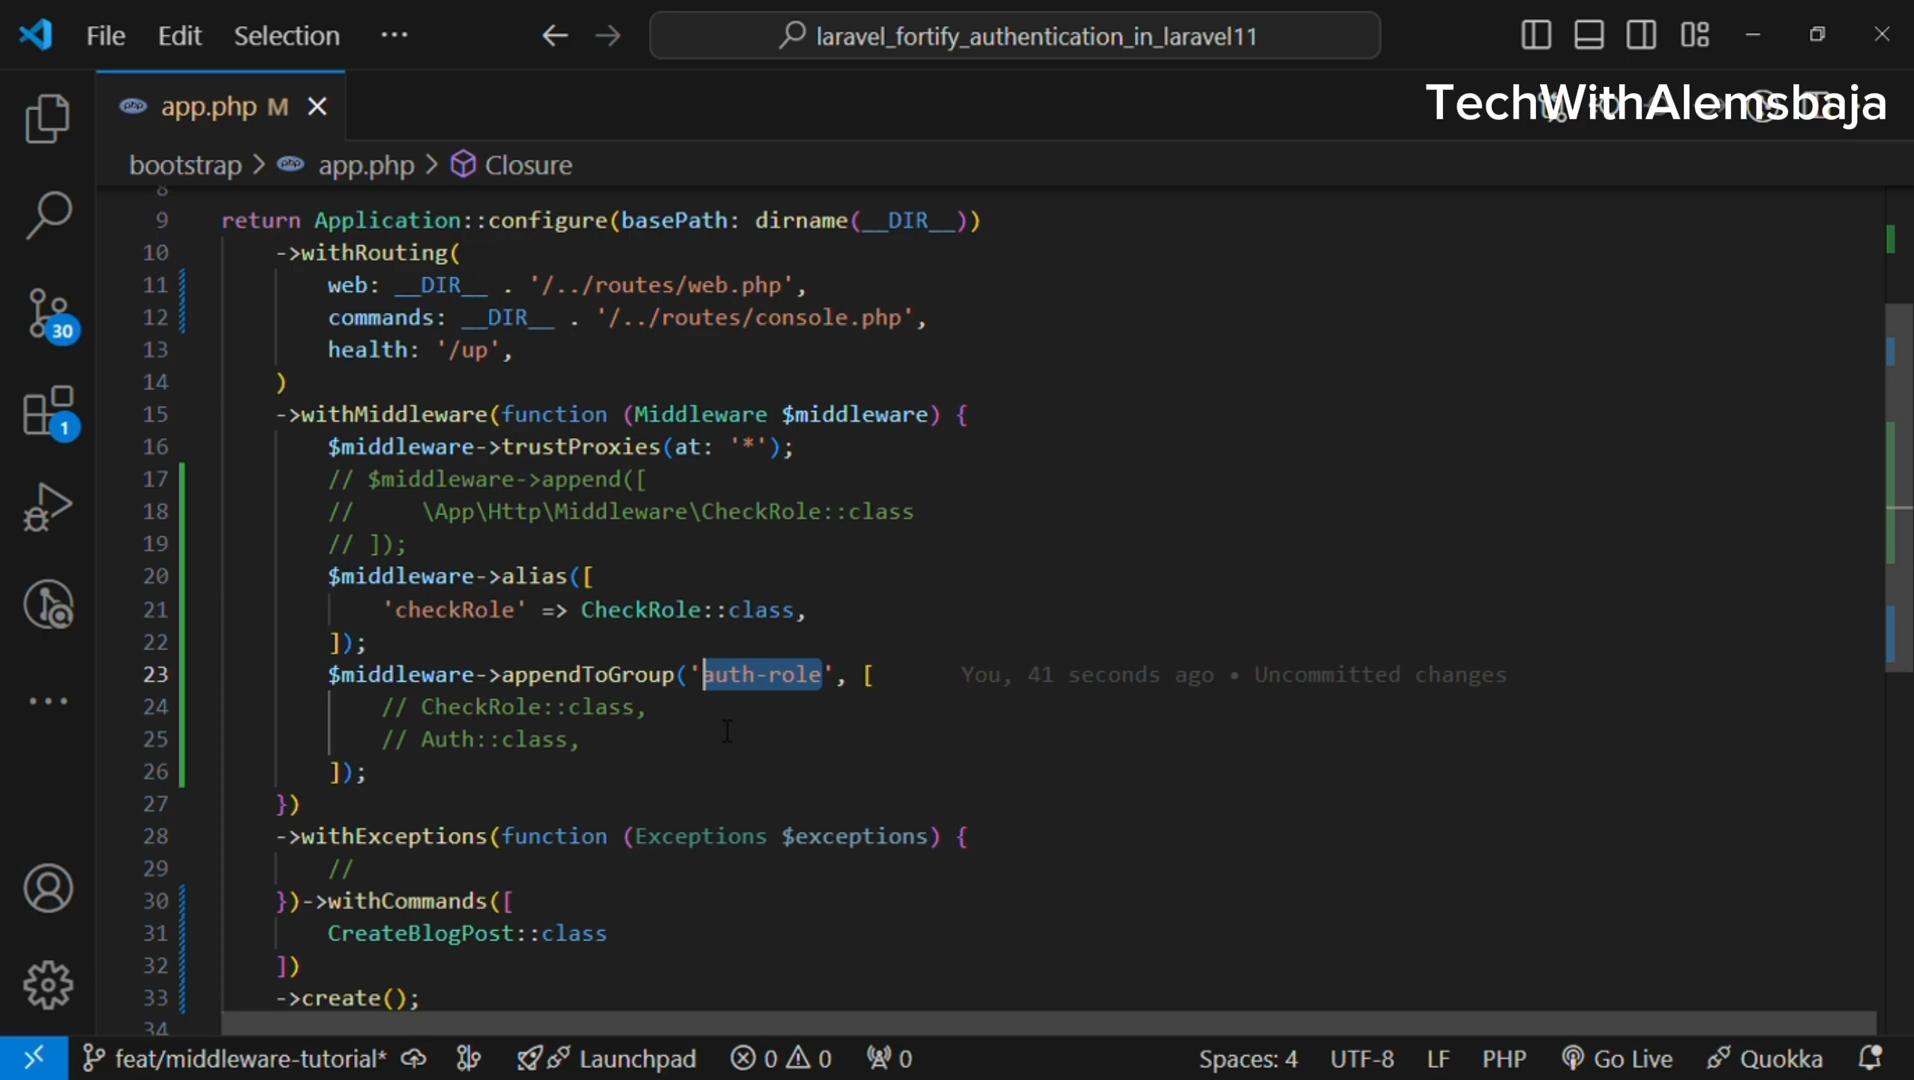 File Edit Selection ···
laravel_fortify_authentication_in_laravel11
app.php M
TechWithAlemsbaja
bootstrap > app.php > Closure
8
9 return Application::configure(basePath: dirname(__DIR__))
10 ->withRouting(
11 web: __DIR__ . '/../routes/web.php',
12 commands: __DIR__ . '/../routes/console.php',
13 health: '/up',
14 )
15 ->withMiddleware(function (Middleware $middleware) {
16 $middleware->trustProxies(at: '*');
17 // $middleware->append([
18 // \App\Http\Middleware\CheckRole::class
19 // ]);
20 $middleware->alias([
21 'checkRole' => CheckRole::class,
22 ]);
23 $middleware->appendToGroup('auth-role', [ You, 41 seconds ago • Uncommitted changes
24 // CheckRole::class,
25 // Auth::class,
26 ]);
27 })
28 ->withExceptions(function (Exceptions $exceptions) {
29 //
30 })->withCommands([
31 CreateBlogPost::class
32 ])
33 ->create();
34
30
1
feat/middleware-tutorial* Launchpad 0 0 0 Spaces: 4 UTF-8 LF PHP Go Live Quokka